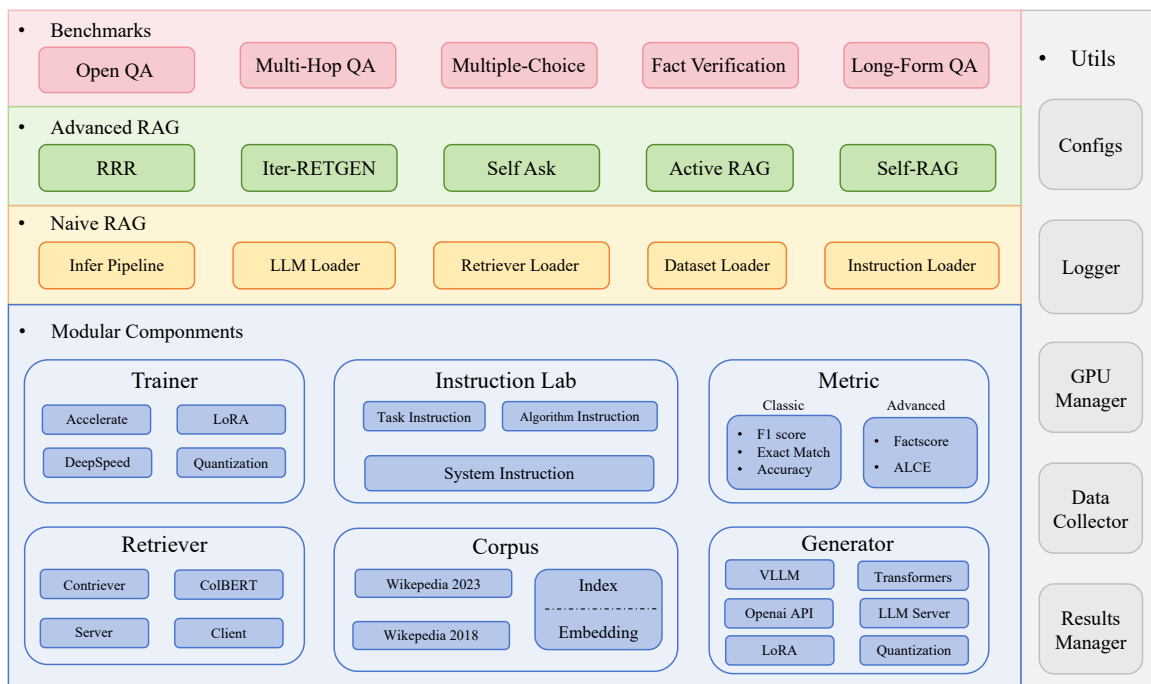 • Benchmarks
Open QA
Multi-Hop QA
Multiple-Choice
Fact Verification
Long-Form QA
• Advanced RAG
RRR
Iter-RETGEN
Self Ask
Active RAG
Self-RAG
• Naive RAG
Infer Pipeline
LLM Loader
Retriever Loader
Dataset Loader
Instruction Loader
• Modular Componments
Trainer
Accelerate
LoRA
DeepSpeed
Quantization
Instruction Lab
Task Instruction
Algorithm Instruction
System Instruction
Metric
Classic
• F1 score
• Exact Match
• Accuracy
Advanced
• Factscore
• ALCE
Retriever
Contriever
ColBERT
Server
Client
Corpus
Wikepedia 2023
Wikepedia 2018
Index
Embedding
Generator
VLLM
Transformers
Openai API
LLM Server
LoRA
Quantization
• Utils
Configs
Logger
GPU
Manager
Data
Collector
Results
Manager